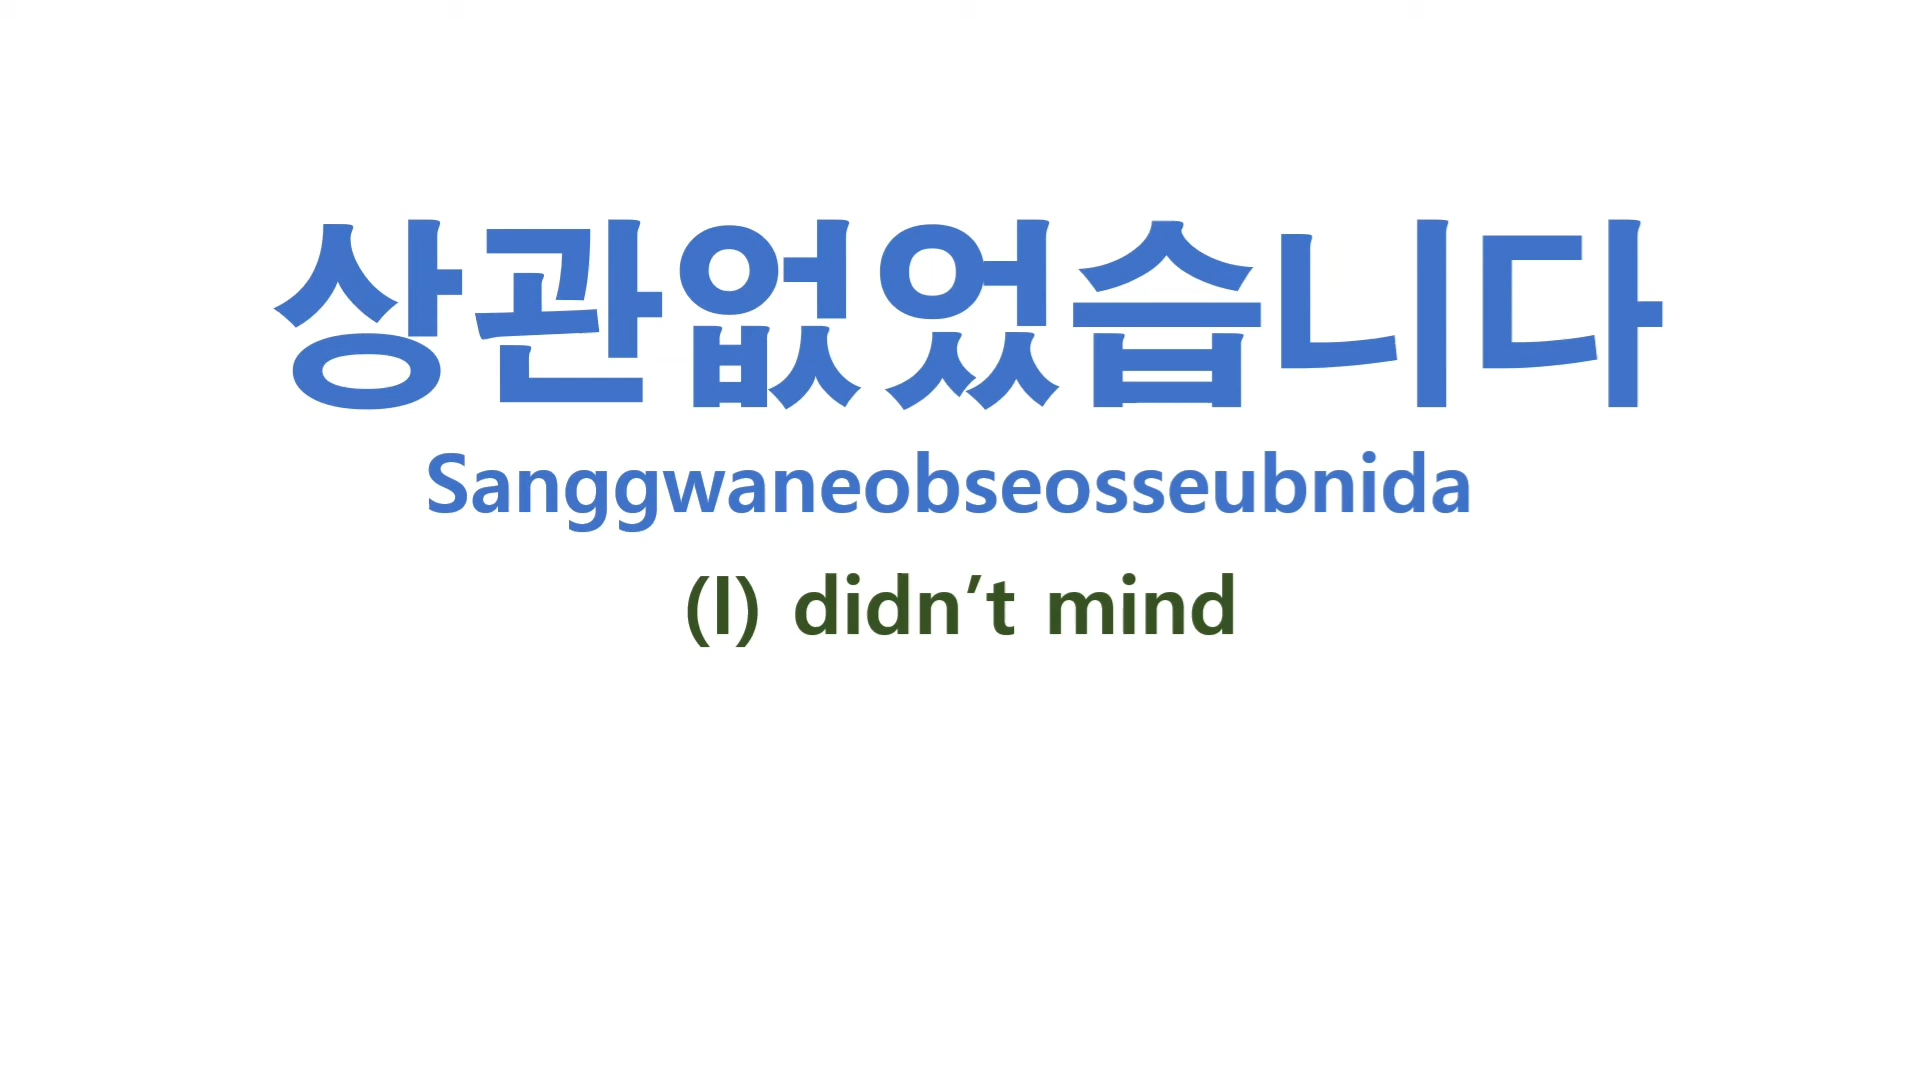 상관없었습니다
Sanggwaneobseosseubnida
(I) didn’t mind